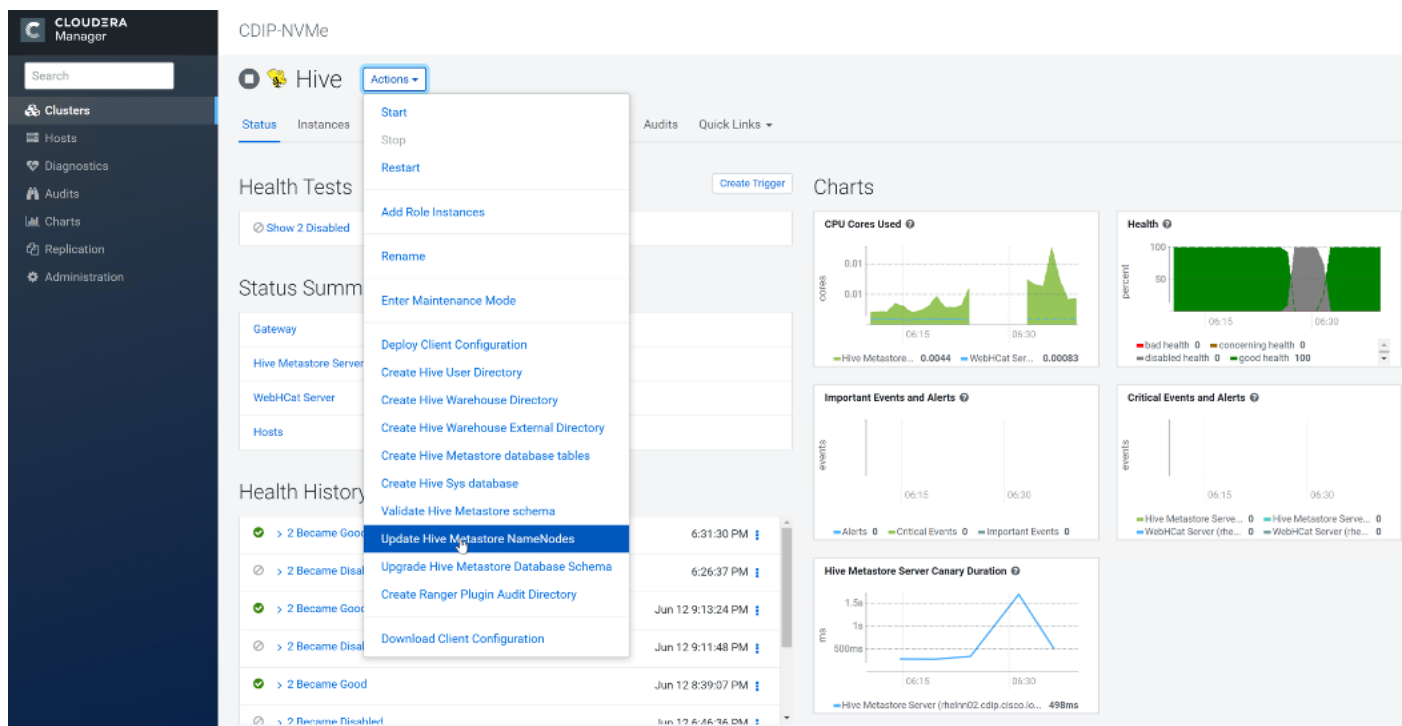 CLOUDERA
Manager
Search
Clusters
Hosts
Diagnostics
Audits
Charts
Replication
Administration
CDIP-NVMe
Hive
Actions
Status
Instances
Audits
Quick Links
Start
Stop
Restart
Add Role Instances
Rename
Enter Maintenance Mode
Deploy Client Configuration
Create Hive User Directory
Create Hive Warehouse Directory
Create Hive Warehouse External Directory
Create Hive Metastore database tables
Create Hive Sys database
Validate Hive Metastore schema
Update Hive Metastore NameNodes
Upgrade Hive Metastore Database Schema
Create Ranger Plugin Audit Directory
Download Client Configuration
Health Tests
Create Trigger
Show 2 Disabled
Status Summ
Gateway
Hive Metastore Server
WebHCat Server
Hosts
Health History
> 2 Became Good 6:31:30 PM
> 2 Became Disal 6:26:37 PM
> 2 Became Good Jun 12 9:13:24 PM
> 2 Became Disal Jun 12 9:11:48 PM
> 2 Became Good Jun 12 8:39:07 PM
> 2 Became Disabled Jun 12 6:46:36 PM
Charts
CPU Cores Used
cores
0.01
0.01
06:15 06:30
Hive Metastore... 0.0044 WebHCat Ser... 0.00083
Health
percent
100
50
06:15 06:30
bad health 0 concerning health 0
disabled health 0 good health 100
Important Events and Alerts
events
06:15 06:30
Alerts 0 Critical Events 0 Important Events 0
Critical Events and Alerts
events
06:15 06:30
Hive Metastore Serve... 0 Hive Metastore Serve... 0
WebHCat Server (rhe... 0 WebHCat Server (rhe... 0
Hive Metastore Server Canary Duration
ms
1.5s
1s
500ms
06:15 06:30
Hive Metastore Server (rheinn02.cdip.cisco.lo... 498ms